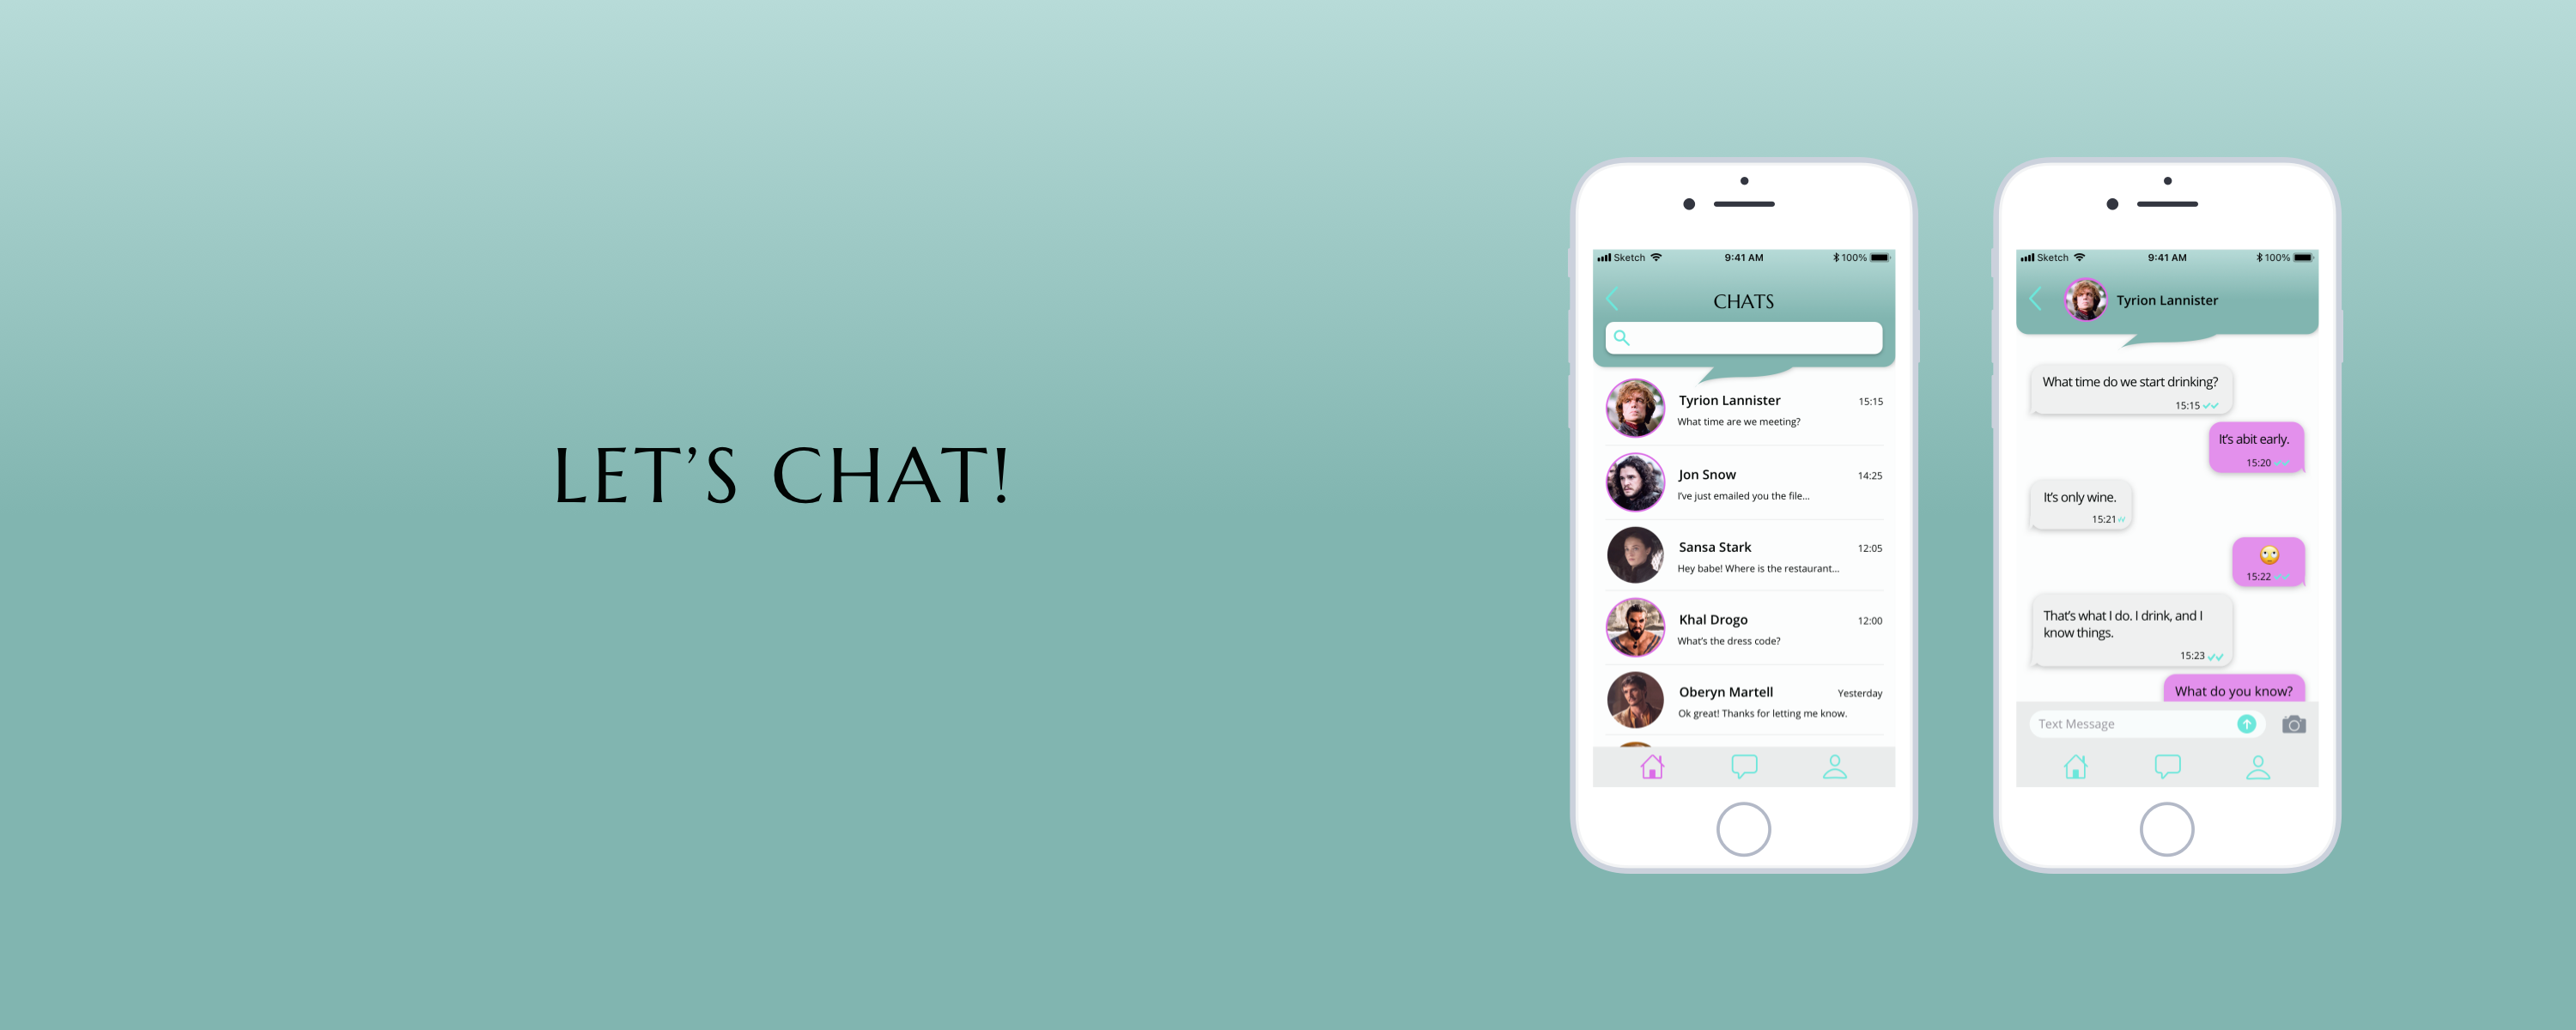 LET’S CHAT!
Sketch 9:41 AM 100%
CHATS
Tyrion Lannister 15:15
What time are we meeting?
Jon Snow 14:25
I’ve just emailed you the file...
Sansa Stark 12:05
Hey babe! Where is the restaurant...
Khal Drogo 12:00
What’s the dress code?
Oberyn Martell Yesterday
Ok great! Thanks for letting me know.
Sketch 9:41 AM 100%
Tyrion Lannister
What time do we start drinking?
15:15
It’s abit early.
15:20
It’s only wine.
15:21
15:22
That’s what I do. I drink, and I
know things.
15:23
What do you know?
Text Message